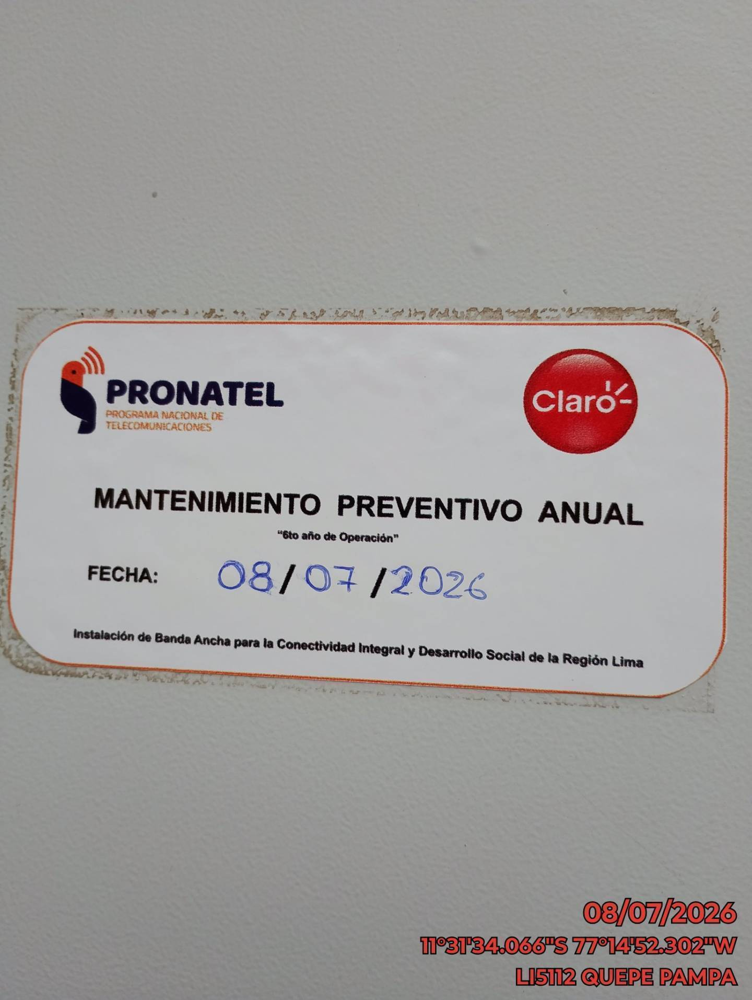 PRONATEL
PROGRAMA NACIONAL DE
TELECOMUNICACIONES
Claro
MANTENIMIENTO PREVENTIVO ANUAL
"6to año de Operación"
FECHA: 08/07/2026
Instalación de Banda Ancha para la Conectividad Integral y Desarrollo Social de la Región Lima
08/07/2026
11°31'34.066"S 77°14'52.302"W
LI5112 QUEPE PAMPA